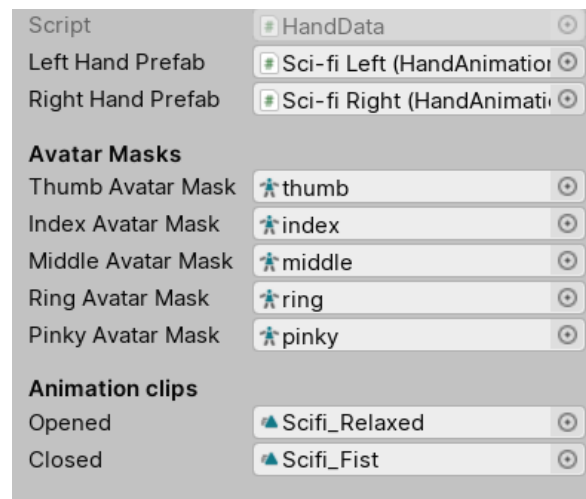 Script HandData
Left Hand Prefab Sci-fi Left (HandAnimation
Right Hand Prefab Sci-fi Right (HandAnimati
Avatar Masks
Thumb Avatar Mask thumb
Index Avatar Mask index
Middle Avatar Mask middle
Ring Avatar Mask ring
Pinky Avatar Mask pinky
Animation clips
Opened Scifi_Relaxed
Closed Scifi_Fist